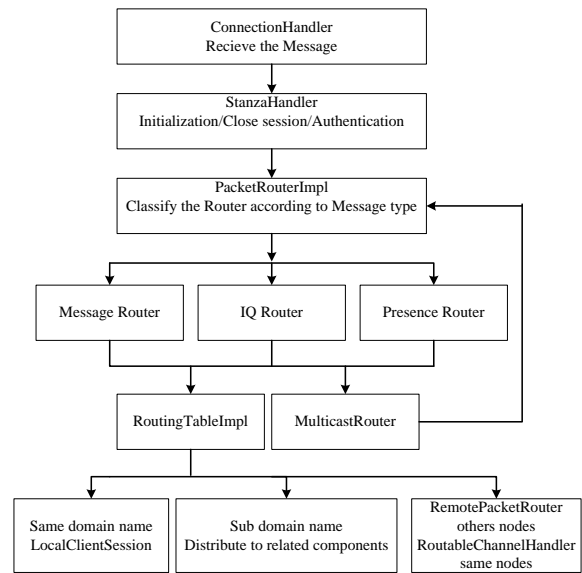 ConnectionHandler
Recieve the Message
StanzaHandler
Initialization/Close session/Authentication
PacketRouterImpl
Classify the Router according to Message type
Message Router
IQ Router
Presence Router
RoutingTableImpl
MulticastRouter
Same domain name
LocalClientSession
Sub domain name
Distribute to related components
RemotePacketRouter
others nodes
RoutableChannelHandler
same nodes